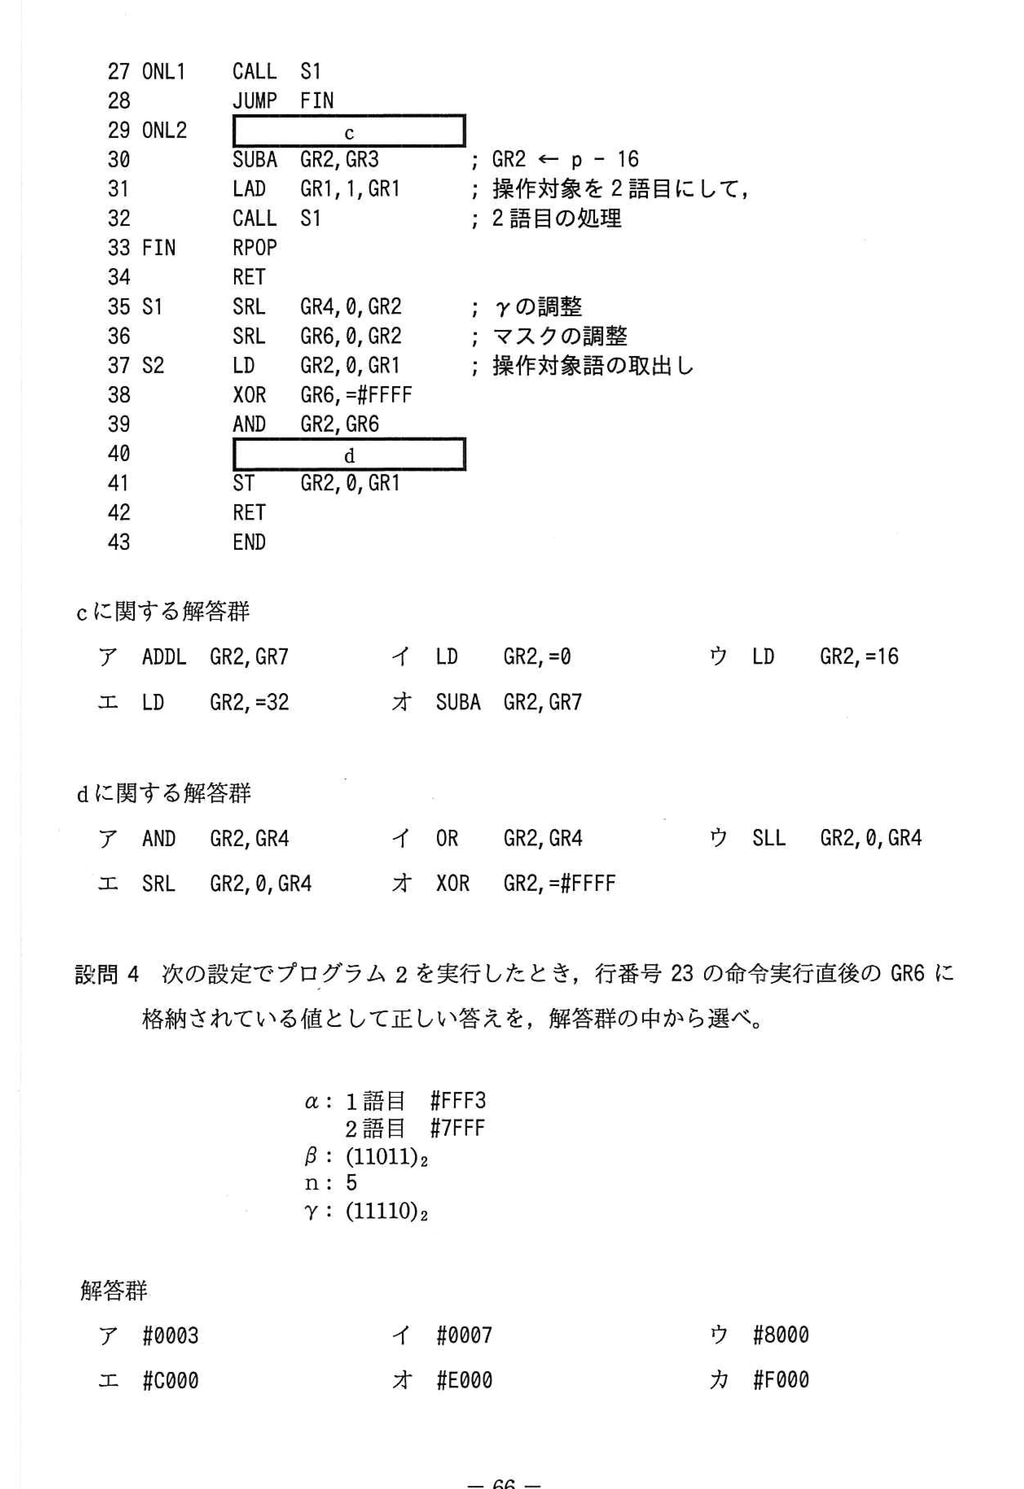 27 ONL1 CALL S1
28 JUMP FIN
29 ONL2 c
30 SUBA GR2,GR3 ; GR2 ← p - 16
31 LAD GR1,1,GR1 ; 操作対象を2語目にして,
32 CALL S1 ; 2語目の処理
33 FIN RPOP
34 RET
35 S1 SRL GR4,0,GR2 ; γの調整
36 SRL GR6,0,GR2 ; マスクの調整
37 S2 LD GR2,0,GR1 ; 操作対象語の取出し
38 XOR GR6,=#FFFF
39 AND GR2,GR6
40 d
41 ST GR2,0,GR1
42 RET
43 END
cに関する解答群
ア ADDL GR2,GR7 イ LD GR2,=0 ウ LD GR2,=16
エ LD GR2,=32 オ SUBA GR2,GR7
dに関する解答群
ア AND GR2,GR4 イ OR GR2,GR4 ウ SLL GR2,0,GR4
エ SRL GR2,0,GR4 オ XOR GR2,=#FFFF
設問4 次の設定でプログラム2を実行したとき,行番号23の命令実行直後のGR6に
格納されている値として正しい答えを,解答群の中から選べ。
α: 1語目 #FFF3
2語目 #7FFF
β: (11011)₂
n: 5
γ: (11110)₂
解答群
ア #0003 イ #0007 ウ #8000
エ #C000 オ #E000 カ #F000
— 66 —